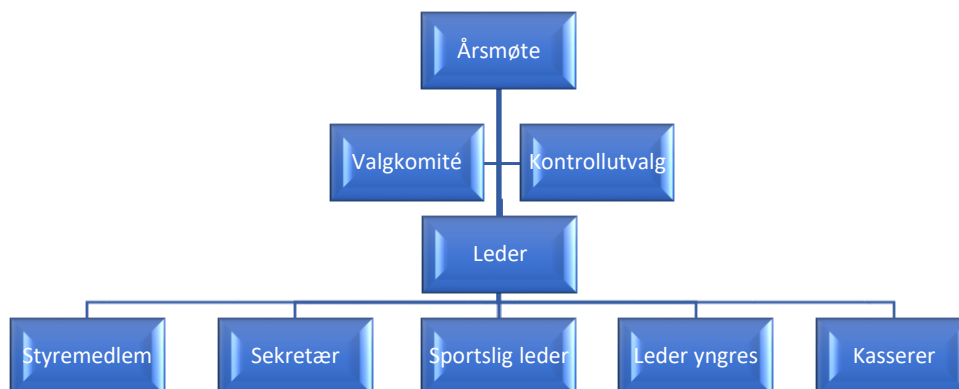 Årsmøte
Valgkomité
Kontrollutvalg
Leder
Styremedlem
Sekretær
Sportslig leder
Leder yngres
Kasserer